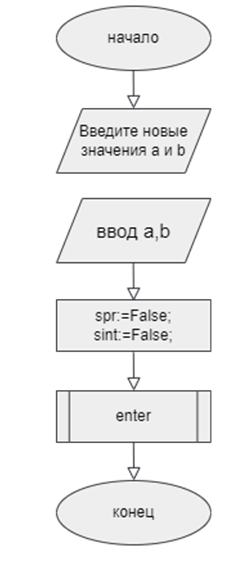 начало
Введите новые
значения a и b
ввод a,b
spr:=False;
sint:=False;
enter
конец